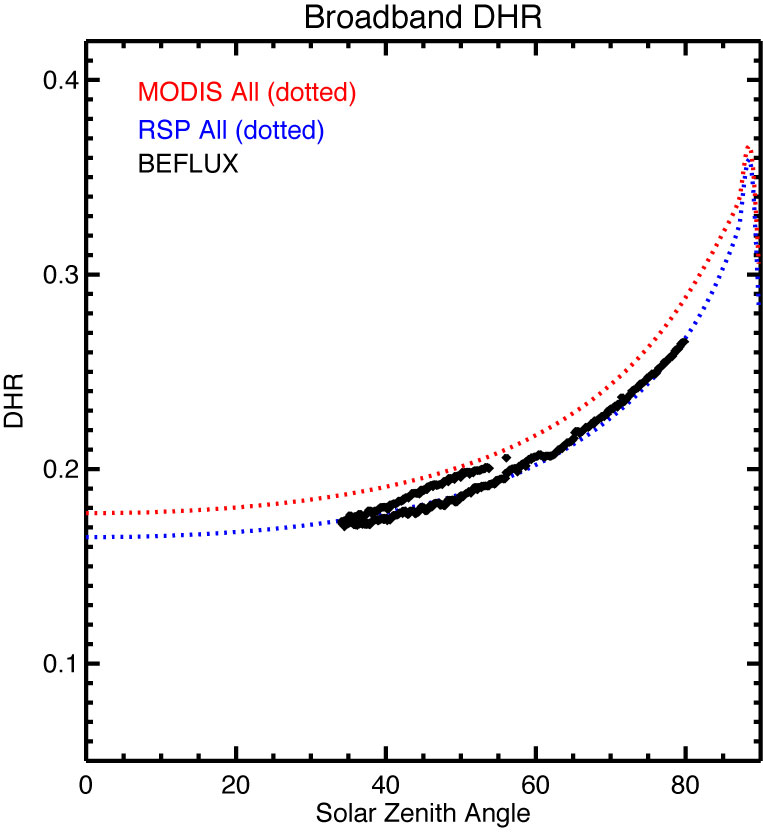 Broadband DHR
0.4
MODIS All (dotted)
RSP All (dotted)
BEFLUX
0.3
DHR
0.2
0.1
0 20 40 60 80
Solar Zenith Angle